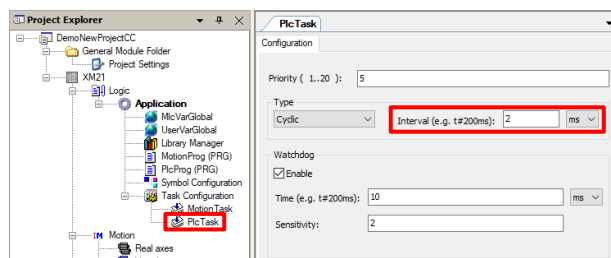 Project Explorer
DemoNewProjectCC
General Module Folder
Project Settings
XM21
Logic
Application
MlcVarGlobal
UserVarGlobal
Library Manager
MotionProg (PRG)
PlcProg (PRG)
Symbol Configuration
Task Configuration
MotionTask
PlcTask
IM Motion
Real axes
PlcTask
Configuration
Priority ( 1..20 ): 5
Type
Cyclic Interval (e.g. t#200ms): 2 ms
Watchdog
Enable
Time (e.g. t#200ms): 10 ms
Sensitivity: 2